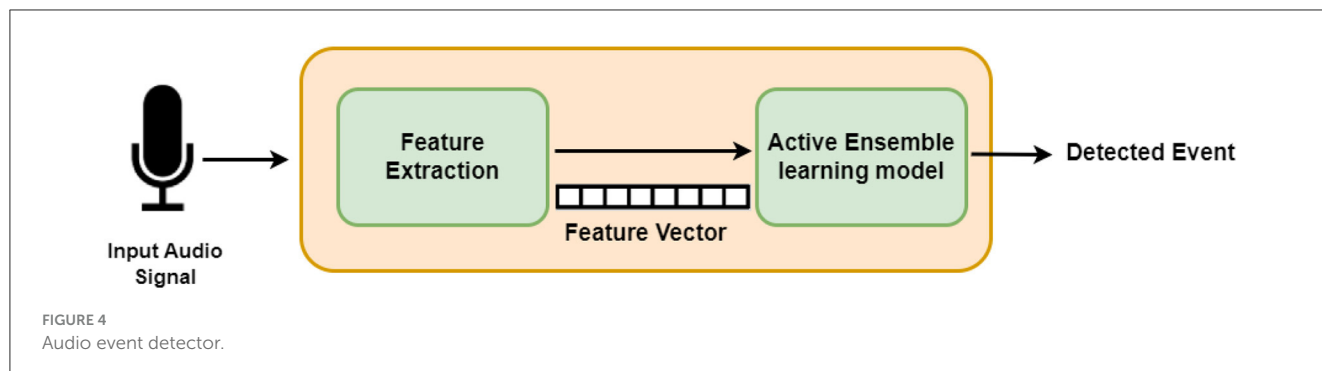 Input Audio
Signal
Feature
Extraction
Feature Vector
Active Ensemble
learning model
Detected Event
FIGURE 4
Audio event detector.